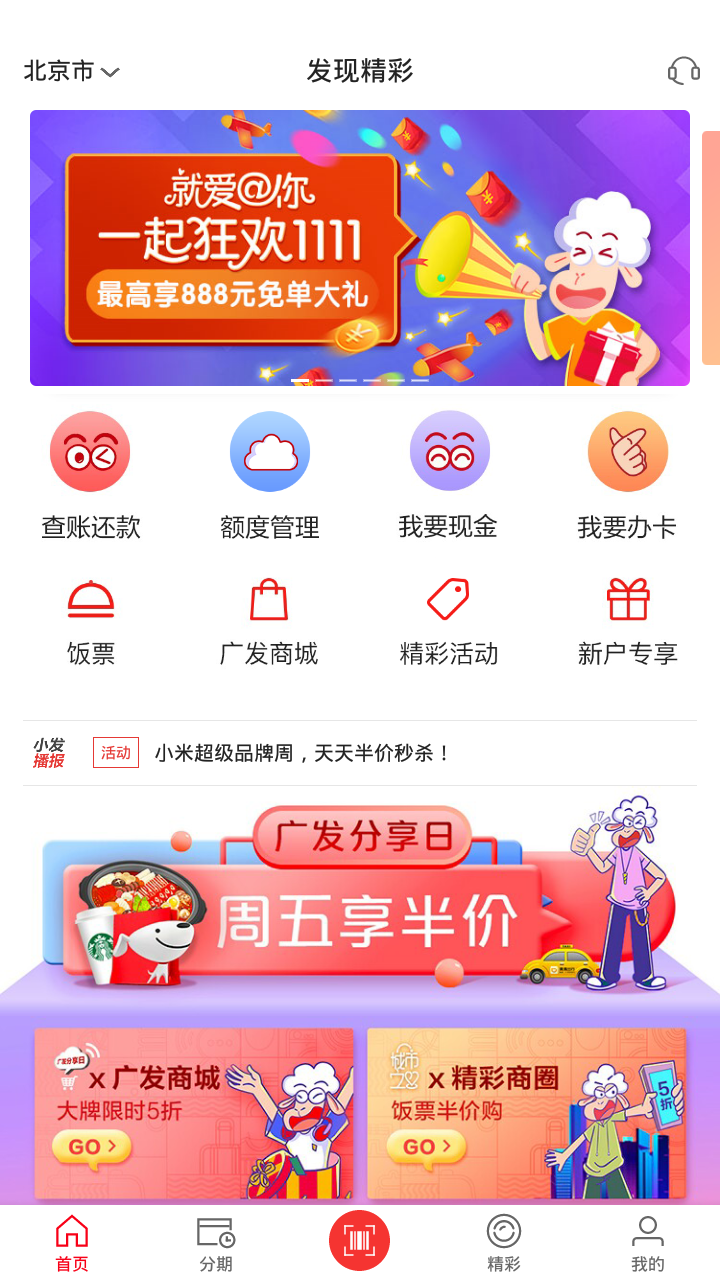 北京市
发现精彩
就爱@你
一起狂欢1111
最高享888元免单大礼
查账还款
额度管理
我要现金
我要办卡
饭票
广发商城
精彩活动
新户专享
小发
播报
活动
小米超级品牌周，天天半价秒杀！
广发分享日
周五享半价
广发分享日
x 广发商城
大牌限时5折
GO >
城市
之心
x 精彩商圈
饭票半价购
GO >
5折
首页
分期
精彩
我的